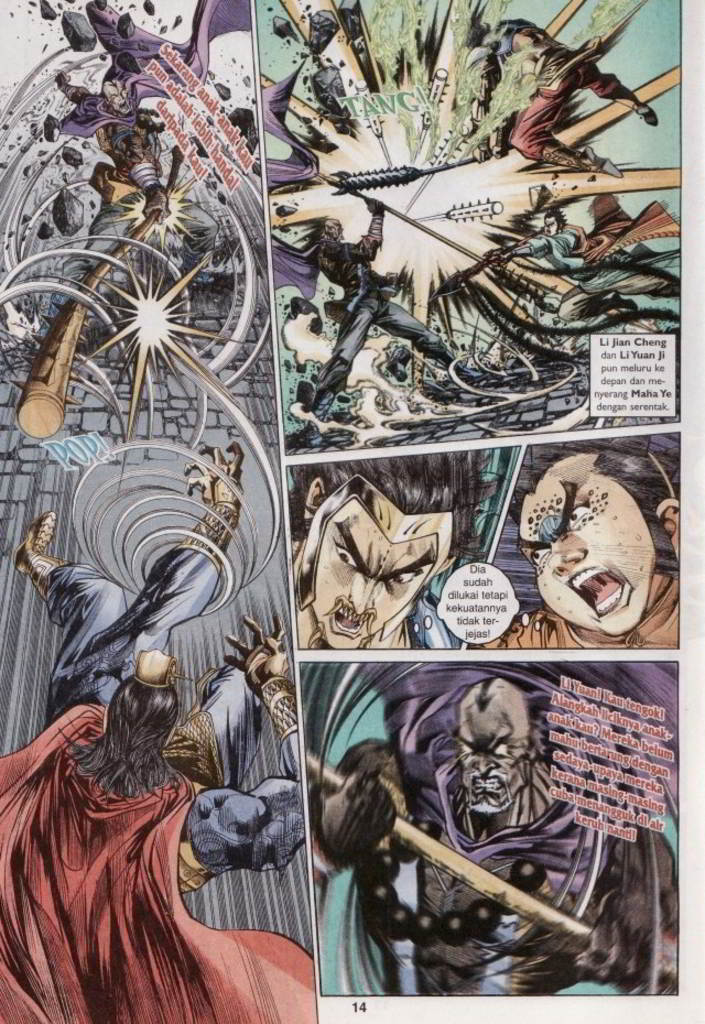 Sekarang anak-anak kau
pun adalah lebih handal
daripada kau!
TANG!
Li Jian Cheng
dan Li Yuan Ji
pun meluru ke
depan dan me-
nyerang Maha Ye
dengan serentak.
POP!
Dia
sudah
dilukai tetapi
kekuatannya
tidak ter-
jejas!
Li Yuan! Kau tengok!
Alangkah liciknya anak-
anak kau? Mereka belum
mahu bertarung dengan
sedaya-upaya mereka
kerana masing-masing
cuba menangguk di air
keruh nanti!
14